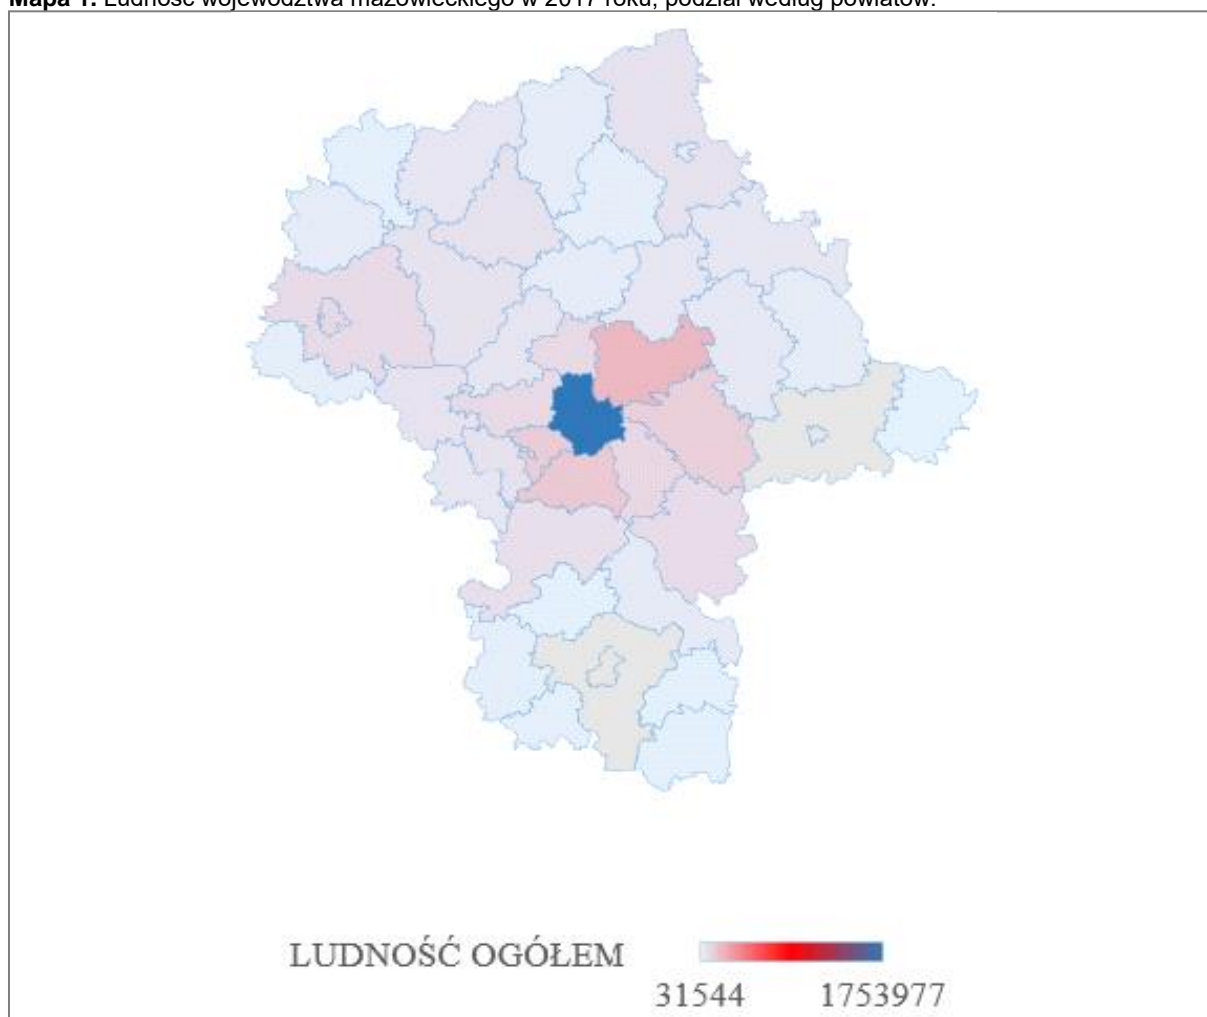 Mapa 1. Ludność województwa mazowieckiego w 2017 roku, podział według powiatów.
LUDNOŚĆ OGÓŁEM
31544 1753977